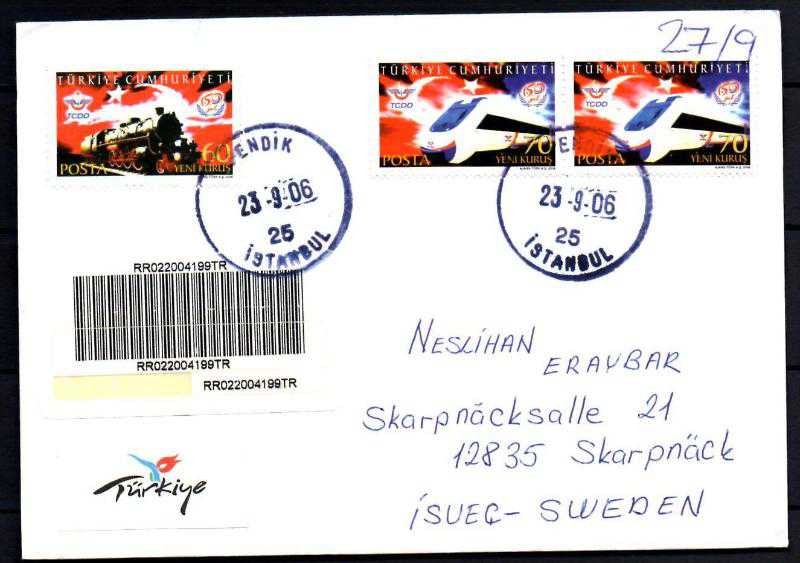 27/9
TÜRKİYE CUMHURİYETİ
TCDD
60
POSTA YENİ KURUŞ
TÜRKİYE CUMHURİYETİ
TCDD
70
POSTA YENİ KURUŞ
TÜRKİYE CUMHURİYETİ
TCDD
70
POSTA YENİ KURUŞ
ENDİK
23-9-06
25
İSTANBUL
23-9-06
25
İSTANBUL
RR022004199TR
RR022004199TR
RR022004199TR
Türkiye
NESLİHAN ERAYBAR
Skarpnäcksalle 21
12835 Skarpnäck
İSVEÇ- SWEDEN